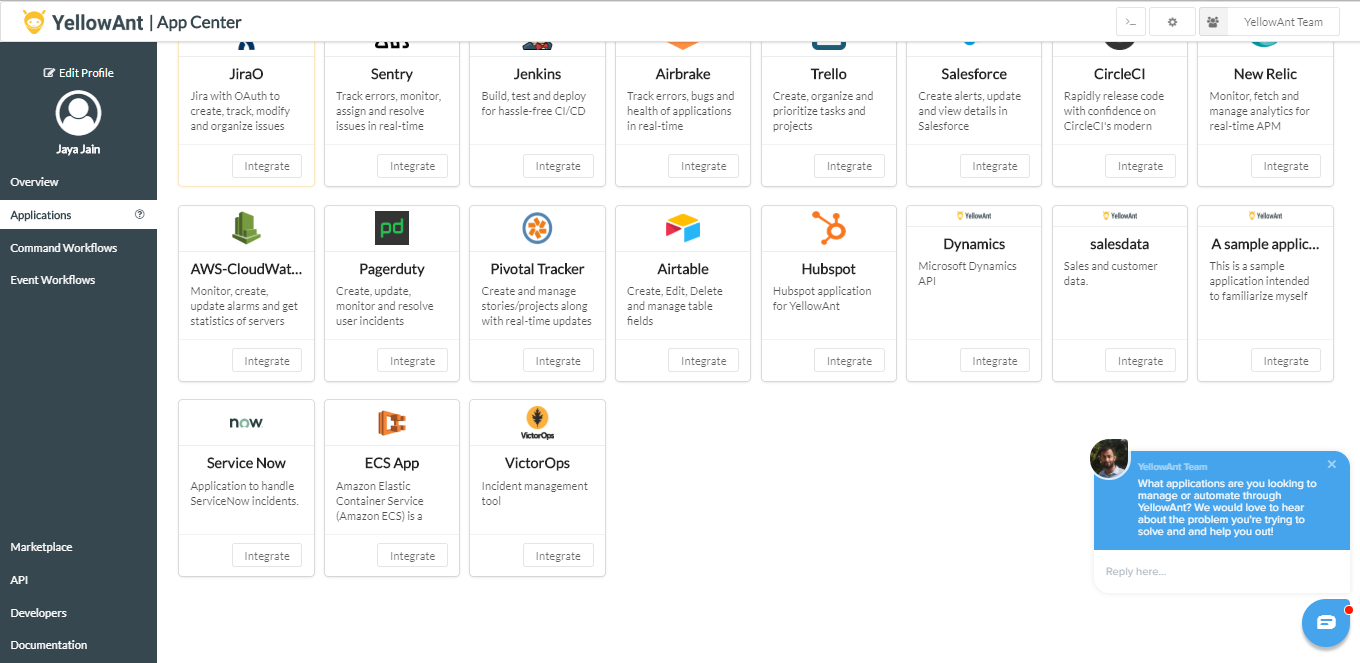 YellowAnt | App Center
>_
YellowAnt Team
Edit Profile
Jaya Jain
Overview
Applications
Command Workflows
Event Workflows
Marketplace
API
Developers
Documentation
JiraO
Jira with OAuth to
create, track, modify
and organize issues
Integrate
Sentry
Track errors, monitor,
assign and resolve
issues in real-time
Integrate
Jenkins
Build, test and deploy
for hassle-free CI/CD
Integrate
Airbrake
Track errors, bugs and
health of applications
in real-time
Integrate
Trello
Create, organize and
prioritize tasks and
projects
Integrate
Salesforce
Create alerts, update
and view details in
Salesforce
Integrate
CircleCI
Rapidly release code
with confidence on
CircleCI's modern
Integrate
New Relic
Monitor, fetch and
manage analytics for
real-time APM
Integrate
AWS-CloudWat...
Monitor, create,
update alarms and get
statistics of servers
Integrate
pd
Pagerduty
Create, update,
monitor and resolve
user incidents
Integrate
Pivotal Tracker
Create and manage
stories/projects along
with real-time updates
Integrate
Airtable
Create, Edit, Delete
and manage table
fields
Integrate
Hubspot
Hubspot application
for YellowAnt
Integrate
YellowAnt
Dynamics
Microsoft Dynamics
API
Integrate
YellowAnt
salesdata
Sales and customer
data.
Integrate
YellowAnt
A sample applic...
This is a sample
application intended
to familiarize myself
Integrate
now
Service Now
Application to handle
ServiceNow incidents.
Integrate
ECS App
Amazon Elastic
Container Service
(Amazon ECS) is a
Integrate
VictorOps
VictorOps
Incident management
tool
Integrate
YellowAnt Team
What applications are you looking to
manage or automate through
YellowAnt? We would love to hear
about the problem you're trying to
solve and and help you out!
Reply here...